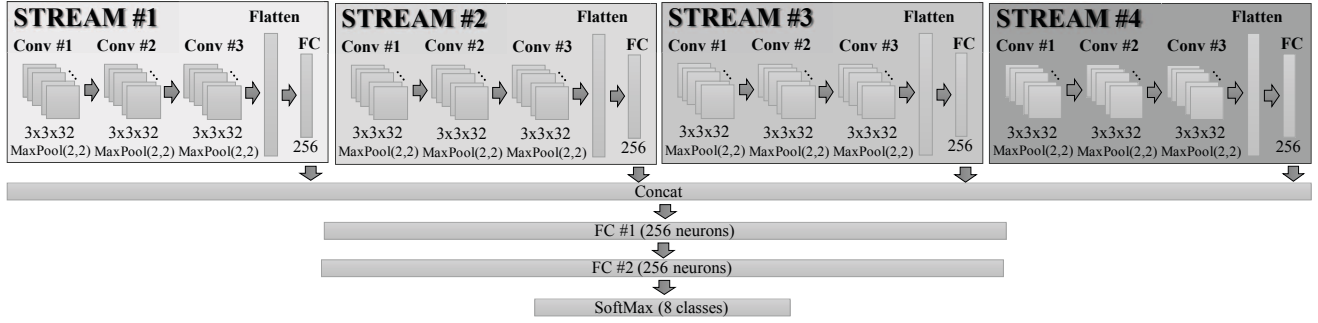 STREAM #1
Flatten
Conv #1 Conv #2 Conv #3 FC
3x3x32 3x3x32 3x3x32
MaxPool(2,2) MaxPool(2,2) MaxPool(2,2) 256
STREAM #2
Flatten
Conv #1 Conv #2 Conv #3 FC
3x3x32 3x3x32 3x3x32
MaxPool(2,2) MaxPool(2,2) MaxPool(2,2) 256
STREAM #3
Flatten
Conv #1 Conv #2 Conv #3 FC
3x3x32 3x3x32 3x3x32
MaxPool(2,2) MaxPool(2,2) MaxPool(2,2) 256
STREAM #4
Flatten
Conv #1 Conv #2 Conv #3 FC
3x3x32 3x3x32 3x3x32
MaxPool(2,2) MaxPool(2,2) MaxPool(2,2) 256
Concat
FC #1 (256 neurons)
FC #2 (256 neurons)
SoftMax (8 classes)